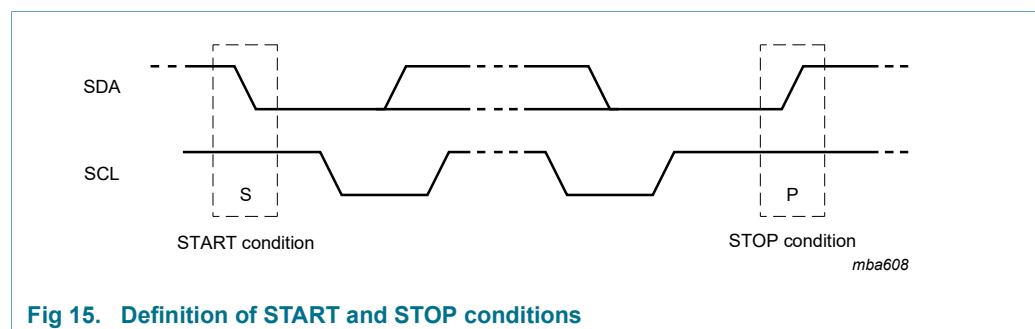 SDA
SCL
S
P
START condition
STOP condition
mba608
Fig 15. Definition of START and STOP conditions